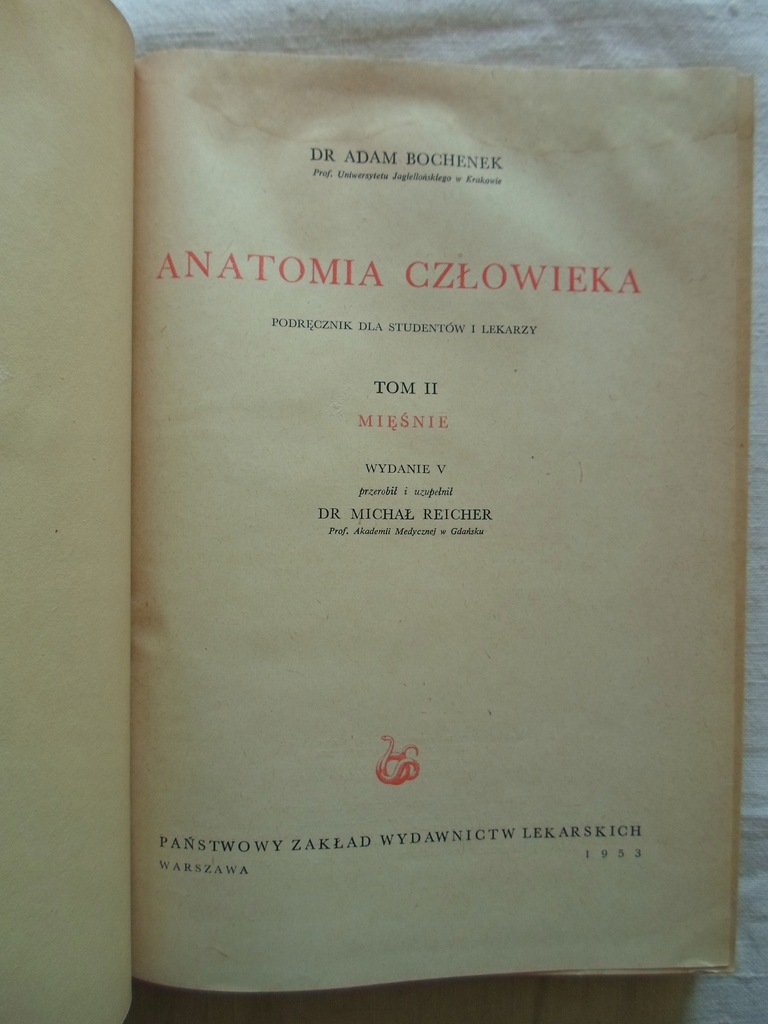 DR ADAM BOCHENEK
Prof. Uniwersytetu Jagiellońskiego w Krakowie
ANATOMIA CZŁOWIEKA
PODRĘCZNIK DLA STUDENTÓW I LEKARZY
TOM II
MIĘŚNIE
WYDANIE V
przerobił i uzupełnił
DR MICHAŁ REICHER
Prof. Akademii Medycznej w Gdańsku
PAŃSTWOWY ZAKŁAD WYDAWNICTW LEKARSKICH
WARSZAWA 1953